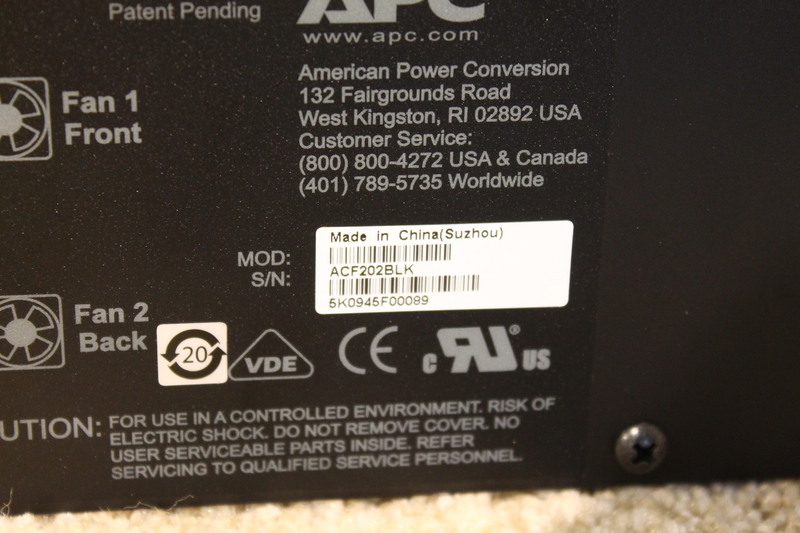 Patent Pending
APC
www.apc.com
American Power Conversion
132 Fairgrounds Road
West Kingston, RI 02892 USA
Customer Service:
(800) 800-4272 USA & Canada
(401) 789-5735 Worldwide
Fan 1
Front
Made in China(Suzhou)
MOD:
ACF202BLK
S/N:
5K0945F00089
Fan 2
Back
20
VDE
CE
c RU ® US
UTION: FOR USE IN A CONTROLLED ENVIRONMENT. RISK OF
ELECTRIC SHOCK. DO NOT REMOVE COVER. NO
USER SERVICEABLE PARTS INSIDE. REFER
SERVICING TO QUALIFIED SERVICE PERSONNEL.